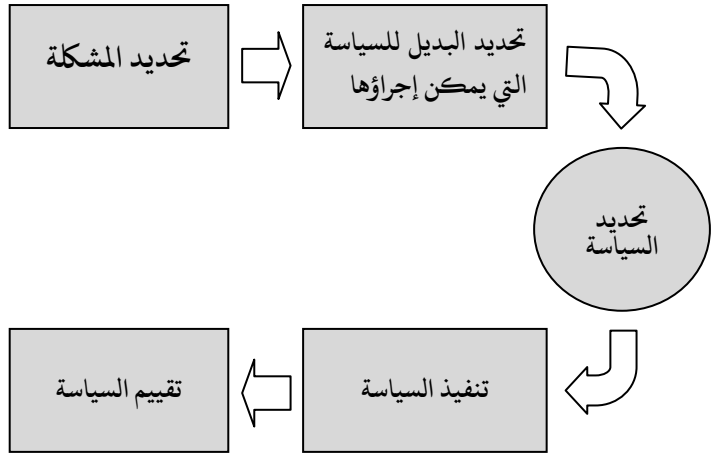 تحديد المشكلة
تحديد البديل للسياسة
التي يمكن إجراؤها
تحديد
السياسة
تنفيذ السياسة
تقييم السياسة